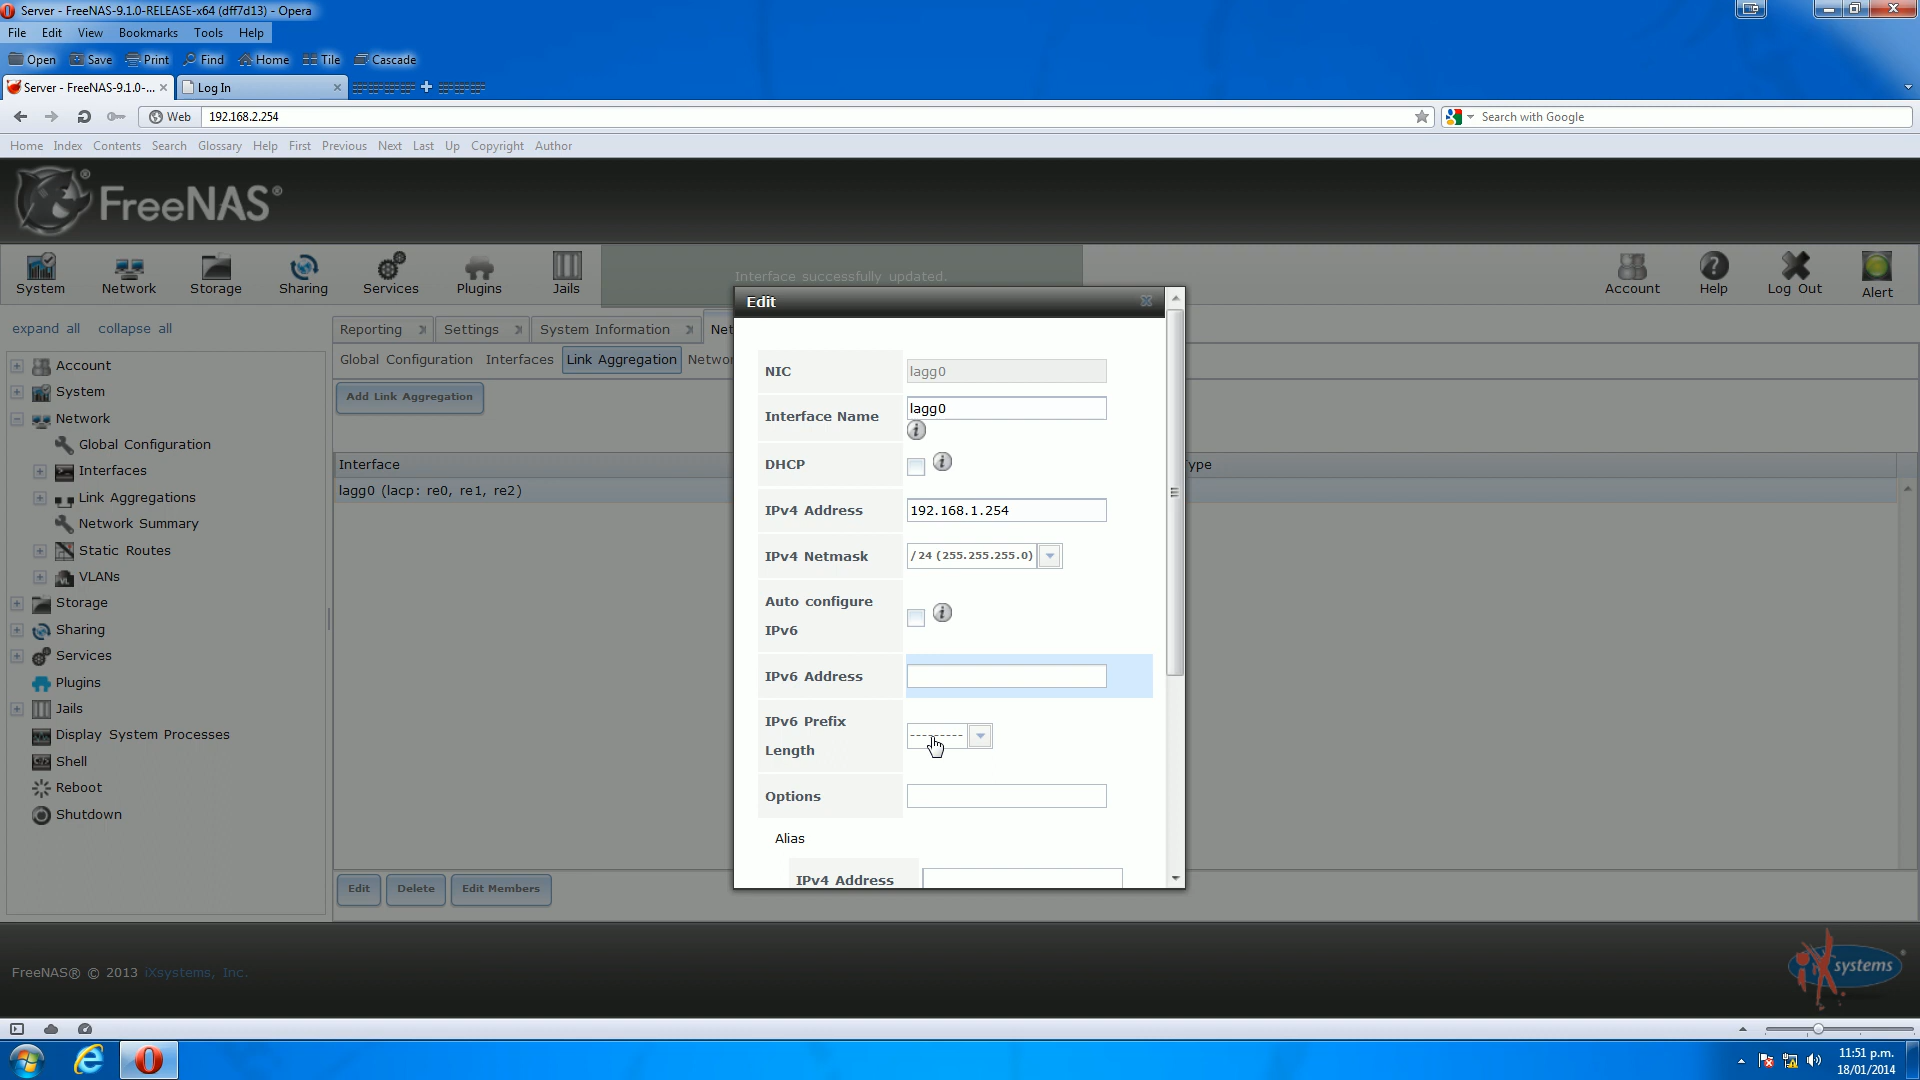 Server - FreeNAS-9.1.0-RELEASE-x64 (dff7d13) - Opera
File Edit View Bookmarks Tools Help
Open Save Print Find Home Tile Cascade
Server - FreeNAS-9.1.0-... Log In
Web 192.168.2.254 Search with Google
Home Index Contents Search Glossary Help First Previous Next Last Up Copyright Author
FreeNAS®
System Network Storage Sharing Services Plugins Jails Account Help Log Out Alert
Interface successfully updated.
expand all collapse all
Reporting Settings System Information Net
Global Configuration Interfaces Link Aggregation Netwo
Add Link Aggregation
Interface ype
lagg0 (lacp: re0, re1, re2)
Edit Delete Edit Members
Account
System
Network
Global Configuration
Interfaces
Link Aggregations
Network Summary
Static Routes
VLANs
Storage
Sharing
Services
Plugins
Jails
Display System Processes
Shell
Reboot
Shutdown
Edit
NIC lagg0
Interface Name lagg0
DHCP
IPv4 Address 192.168.1.254
IPv4 Netmask /24 (255.255.255.0)
Auto configure
IPv6
IPv6 Address
IPv6 Prefix
Length ---------
Options
Alias
IPv4 Address
FreeNAS® © 2013 iXsystems, Inc.
iXsystems
11:51 p.m.
18/01/2014